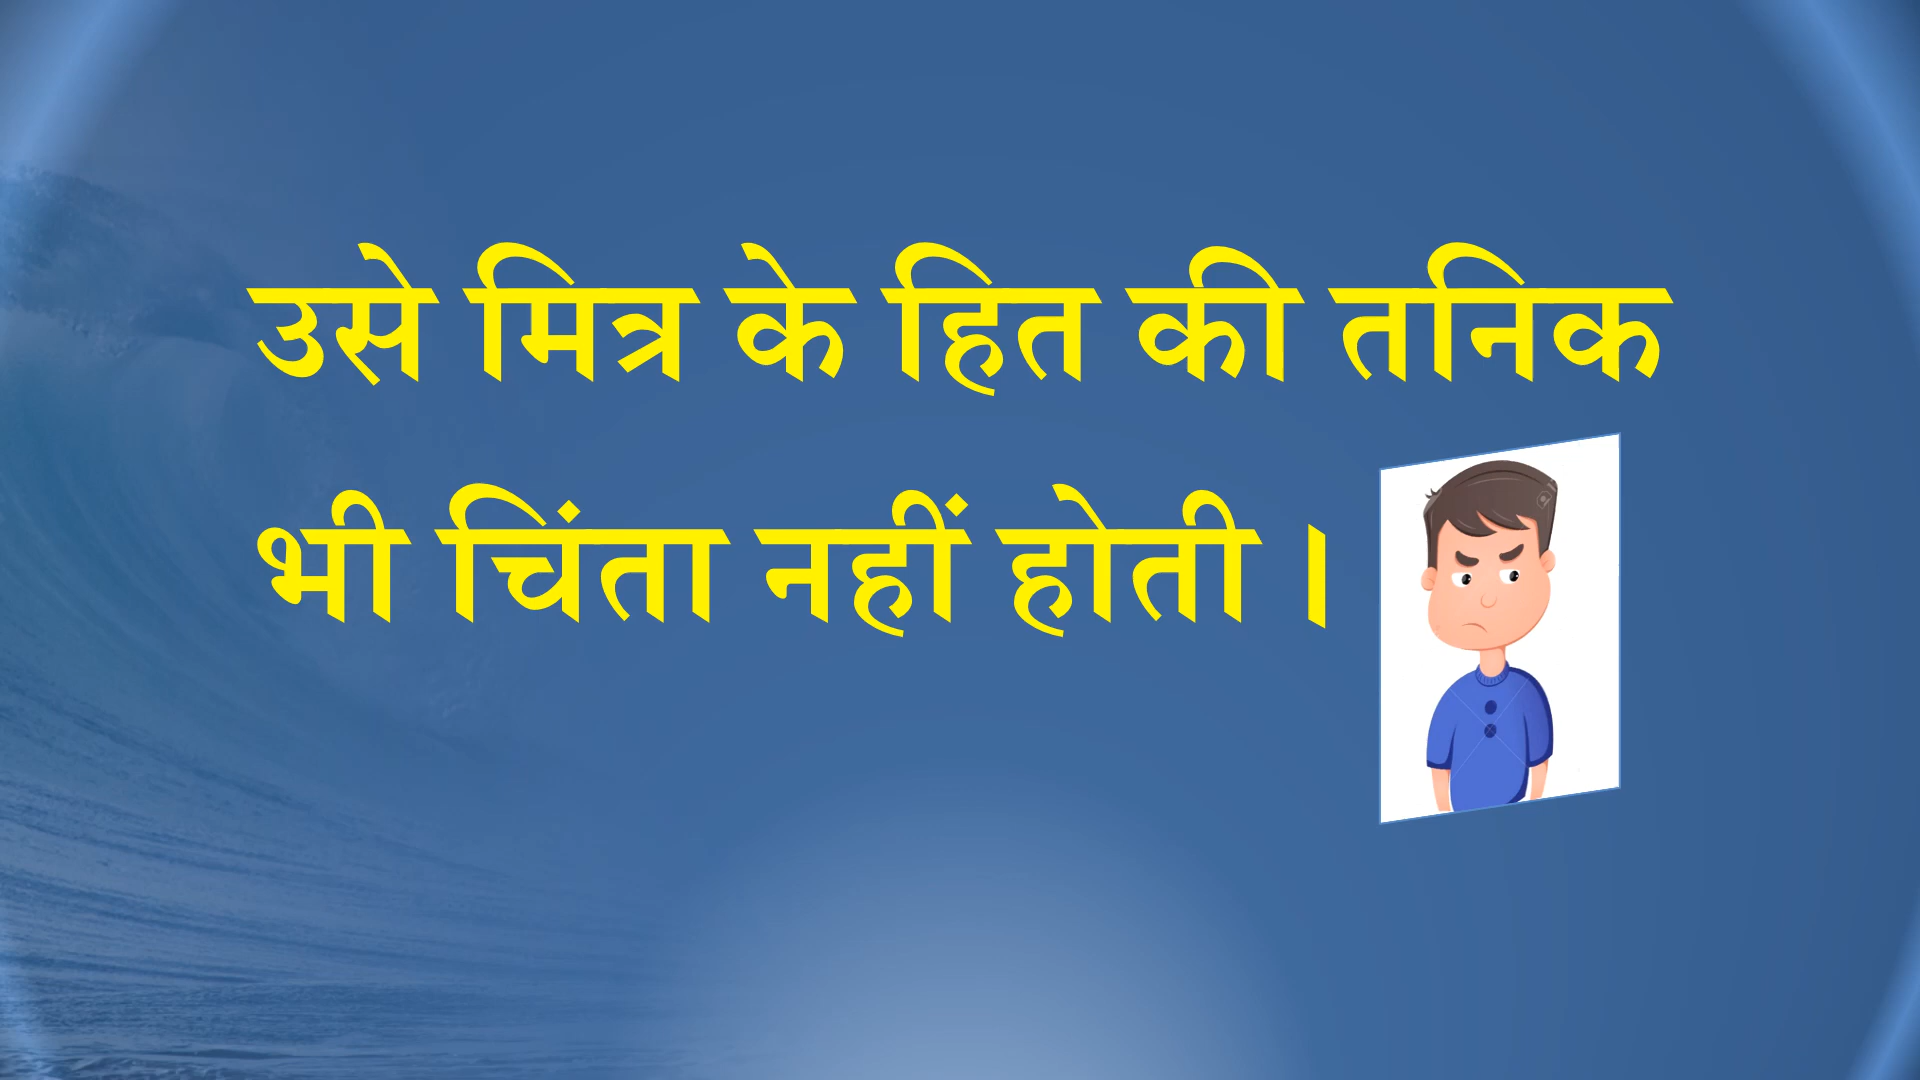 उसे मित्र के हित की तनिक
भी चिंता नहीं होती ।